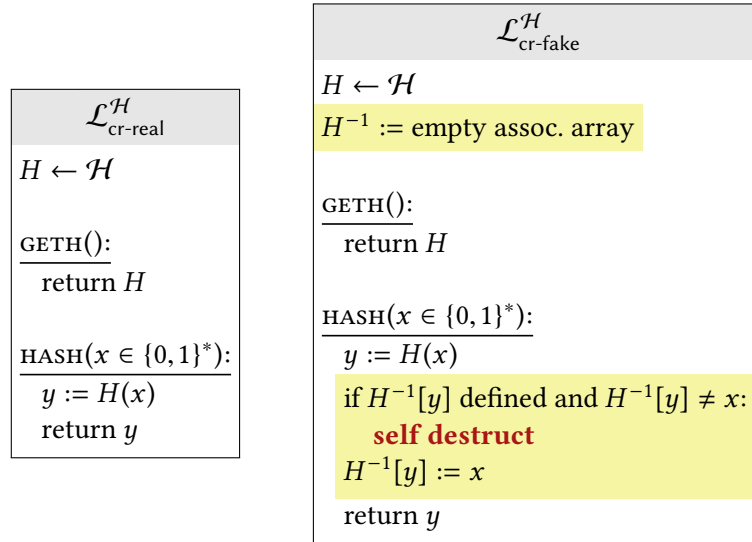 𝓛^𝓗_cr-real
H ← 𝓗
GETH():
return H
HASH(x ∈ {0, 1}*):
y := H(x)
return y
𝓛^𝓗_cr-fake
H ← 𝓗
H⁻¹ := empty assoc. array
GETH():
return H
HASH(x ∈ {0, 1}*):
y := H(x)
if H⁻¹[y] defined and H⁻¹[y] ≠ x:
self destruct
H⁻¹[y] := x
return y